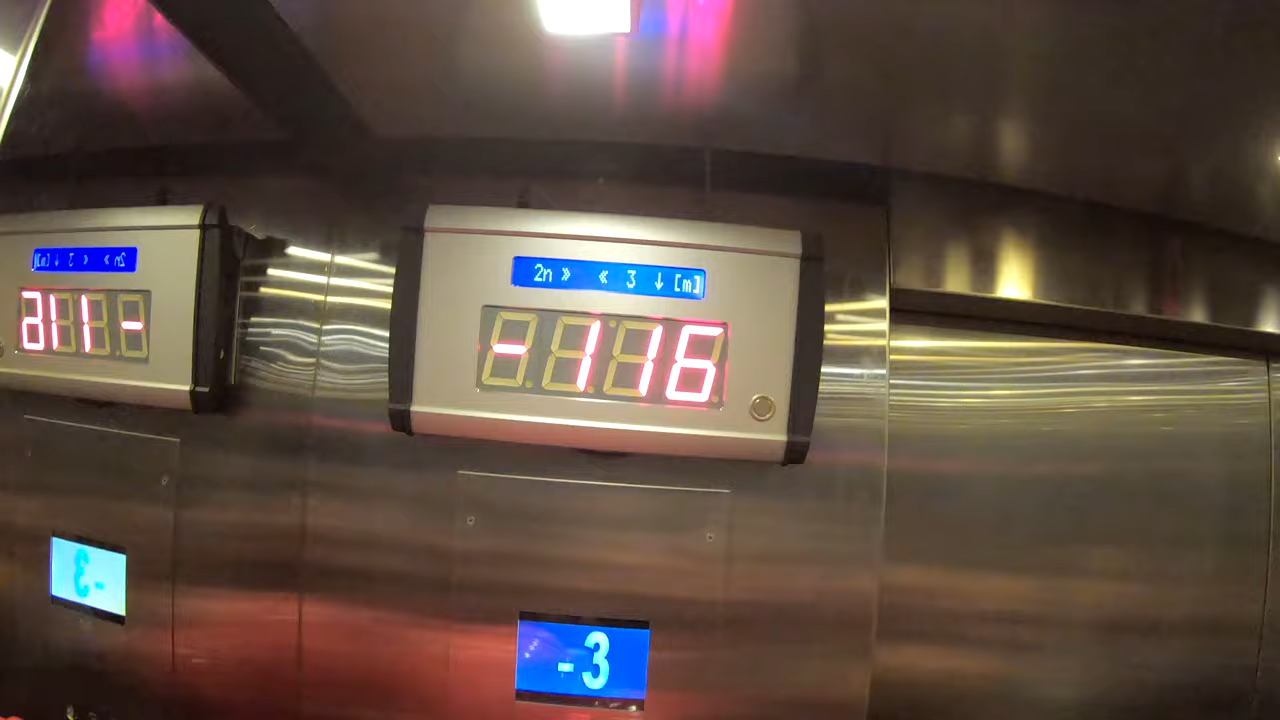 2n » « 3 ↓ [m]
-116
-3